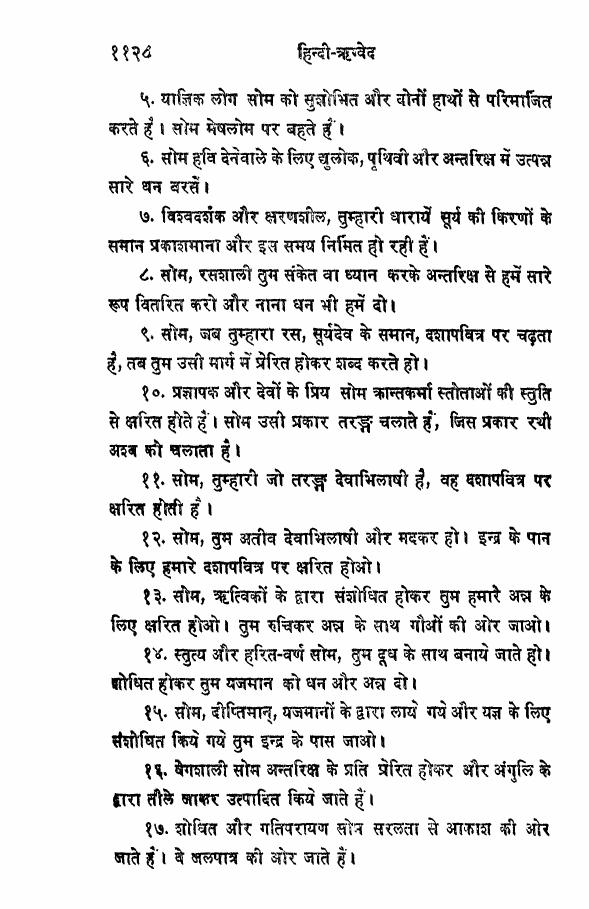 ११२८ हिन्दी-ऋग्वेद
५. याज्ञिक लोग सोम को सुशोभित और दोनों हाथों से परिमार्जित
करते हैं। सोम मेषलोम पर बहते हैं।
६. सोम हवि देनेवाले के लिए द्युलोक, पृथिवी और अन्तरिक्ष में उत्पन्न
सारे धन बरसें।
७. विश्वदर्शक और क्षरणशील, तुम्हारी धारायें सूर्य की किरणों के
समान प्रकाशमाना और इस समय निर्मित हो रही हैं।
८. सोम, रसशाली तुम संकेत वा ध्यान करके अन्तरिक्ष से हमें सारे
रूप वितरित करो और नाना धन भी हमें दो।
९. सोम, जब तुम्हारा रस, सूर्यदेव के समान, दशापवित्र पर चढ़ता
है, तब तुम उसी मार्ग में प्रेरित होकर शब्द करते हो।
१०. प्रज्ञापक और देवों के प्रिय सोम क्रान्तकर्मा स्तोताओं की स्तुति
से क्षरित होते हैं। सोम उसी प्रकार तरङ्ग चलाते हैं, जिस प्रकार रथी
अश्व को चलाता है।
११. सोम, तुम्हारी जो तरङ्ग देवाभिलाषी है, वह दशापवित्र पर
क्षरित होती है।
१२. सोम, तुम अतीव देवाभिलाषी और मदकर हो। इन्द्र के पान
के लिए हमारे दशापवित्र पर क्षरित होओ।
१३. सोम, ऋत्विकों के द्वारा संशोधित होकर तुम हमारे अन्न के
लिए क्षरित होओ। तुम रुचिकर अन्न के साथ गौओं की ओर जाओ।
१४. स्तुत्य और हरित-वर्ण सोम, तुम दूध के साथ बनाये जाते हो।
शोधित होकर तुम यजमान को धन और अन्न दो।
१५. सोम, दीप्तिमान्, यजमानों के द्वारा लाये गये और यज्ञ के लिए
संशोधित किये गये तुम इन्द्र के पास जाओ।
१६. वेगशाली सोम अन्तरिक्ष के प्रति प्रेरित होकर और अंगुलि के
द्वारा तीले जाकर उत्पादित किये जाते हैं।
१७. शोधित और गतिपरायण सोम सरलता से आकाश की ओर
जाते हैं। वे जलपात्र की ओर जाते हैं।